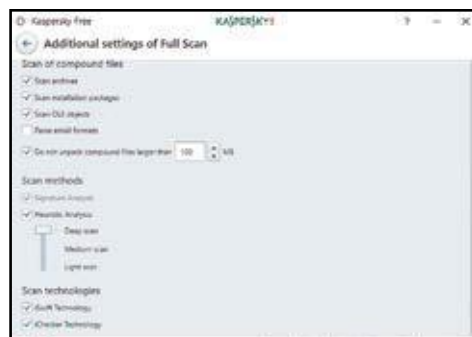 Kaspersky Free
KASPERSKY
?
Additional settings of Full Scan
Scan of compound files
Scan archives
Scan installation packages
Scan OLE objects
Parse email formats
Do not unpack compound files larger than 100 MB
Scan methods
Signature Analysis
Heuristic Analysis
Deep scan
Medium scan
Light scan
Scan technologies
iSwift Technology
iChecker Technology